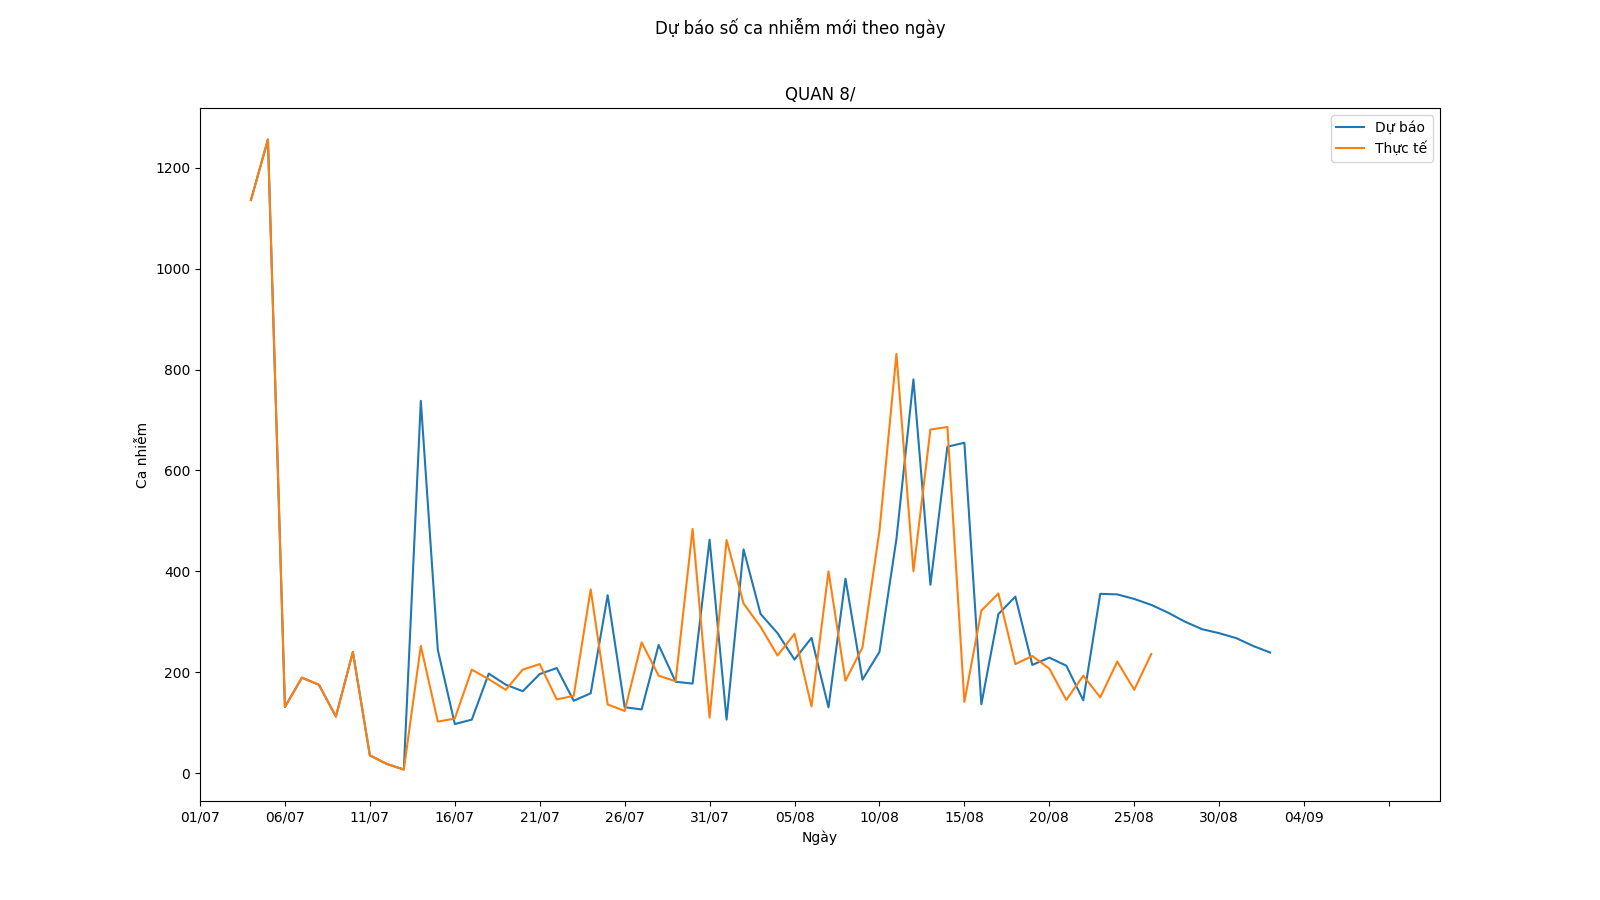 Dự báo số ca nhiễm mới theo ngày
QUAN 8/
Dự báo
Thực tế
1200
1000
800
600
400
200
0
Ca nhiễm
01/07 06/07 11/07 16/07 21/07 26/07 31/07 05/08 10/08 15/08 20/08 25/08 30/08 04/09
Ngày